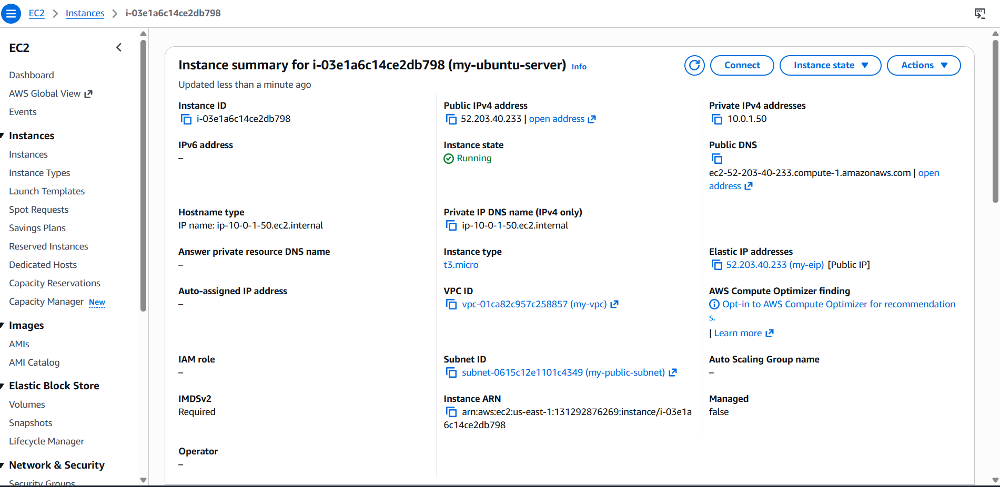 EC2 > Instances > i-03e1a6c14ce2db798
EC2
Dashboard
AWS Global View
Events
Instances
Instances
Instance Types
Launch Templates
Spot Requests
Savings Plans
Reserved Instances
Dedicated Hosts
Capacity Reservations
Capacity Manager New
Images
AMIs
AMI Catalog
Elastic Block Store
Volumes
Snapshots
Lifecycle Manager
Network & Security
Security Groups
Instance summary for i-03e1a6c14ce2db798 (my-ubuntu-server) Info
Connect
Instance state
Actions
Updated less than a minute ago
Instance ID
i-03e1a6c14ce2db798
Public IPv4 address
52.203.40.233 | open address
Private IPv4 addresses
10.0.1.50
IPv6 address
–
Instance state
Running
Public DNS
ec2-52-203-40-233.compute-1.amazonaws.com | open
address
Hostname type
IP name: ip-10-0-1-50.ec2.internal
Private IP DNS name (IPv4 only)
ip-10-0-1-50.ec2.internal
Answer private resource DNS name
–
Instance type
t3.micro
Elastic IP addresses
52.203.40.233 (my-eip) [Public IP]
Auto-assigned IP address
–
VPC ID
vpc-01ca82c957c258857 (my-vpc)
AWS Compute Optimizer finding
Opt-in to AWS Compute Optimizer for recommendation
s.
| Learn more
IAM role
–
Subnet ID
subnet-0615c12e1101c4349 (my-public-subnet)
Auto Scaling Group name
–
IMDSv2
Required
Instance ARN
arn:aws:ec2:us-east-1:131292876269:instance/i-03e1a
6c14ce2db798
Managed
false
Operator
–